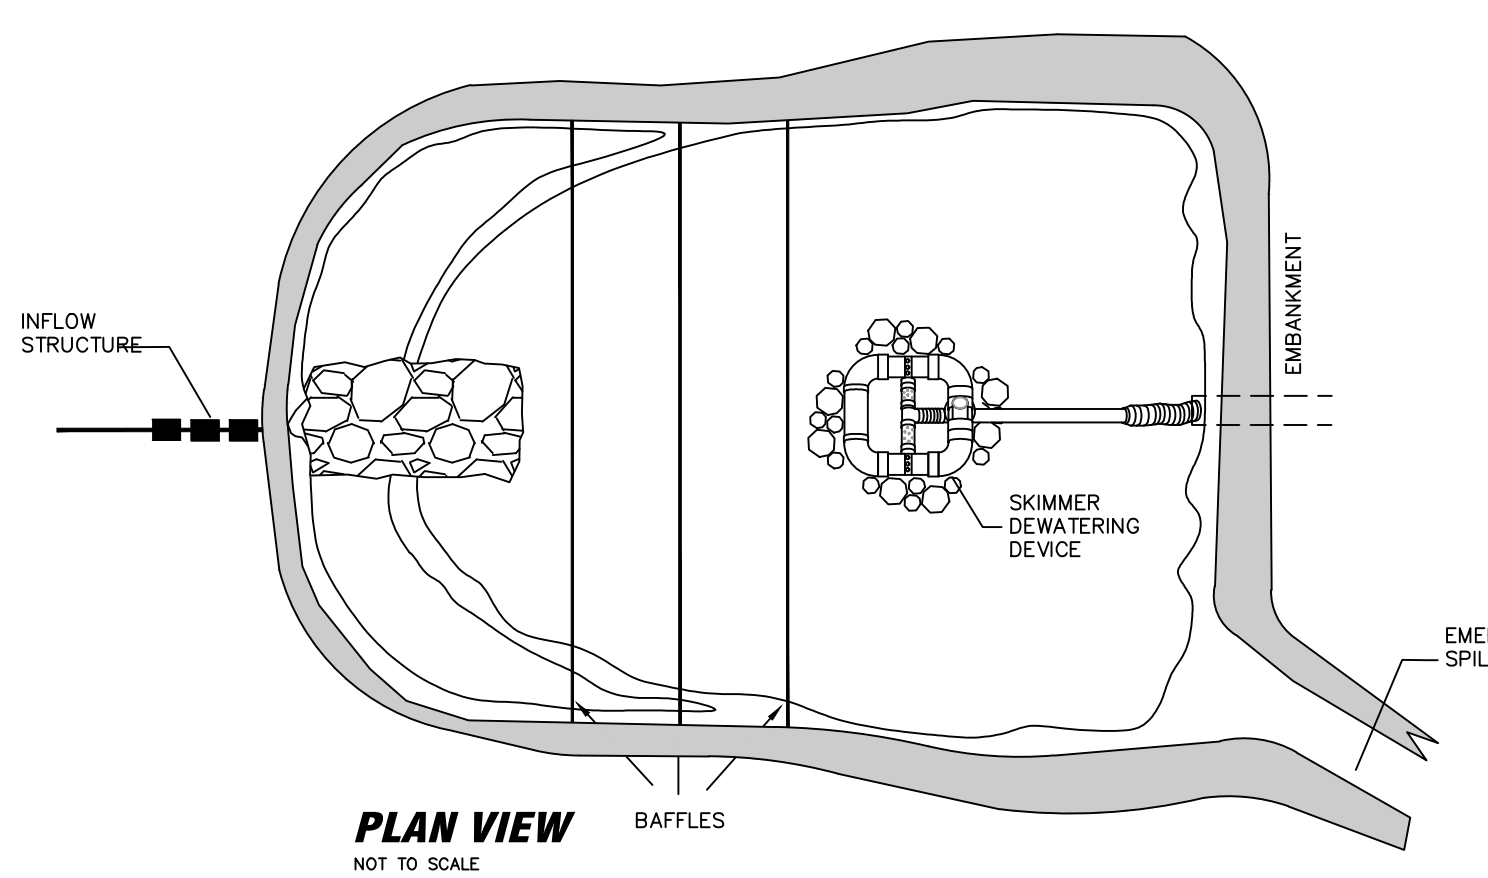 INFLOW
STRUCTURE
EMBANKMENT
SKIMMER
DEWATERING
DEVICE
BAFFLES
PLAN VIEW
NOT TO SCALE